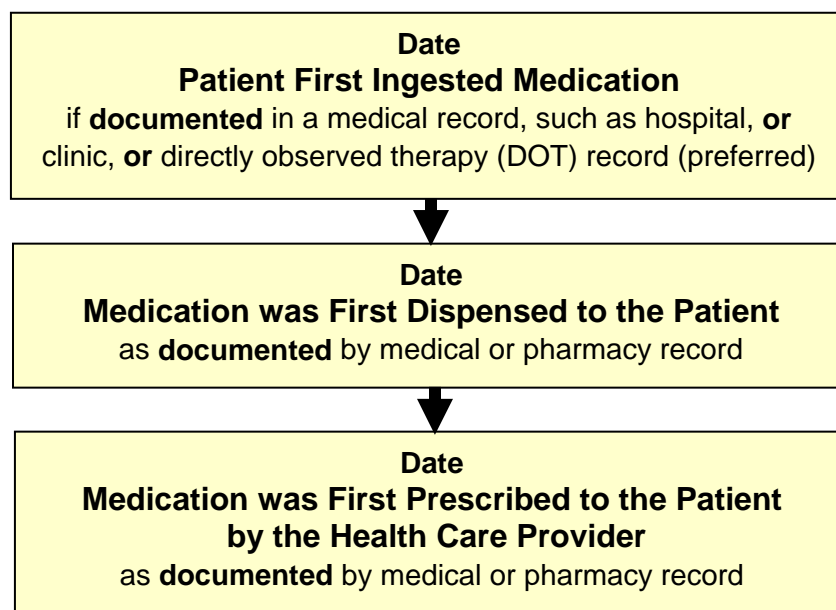 Date
Patient First Ingested Medication
if documented in a medical record, such as hospital, or
clinic, or directly observed therapy (DOT) record (preferred)
Date
Medication was First Dispensed to the Patient
as documented by medical or pharmacy record
Date
Medication was First Prescribed to the Patient
by the Health Care Provider
as documented by medical or pharmacy record